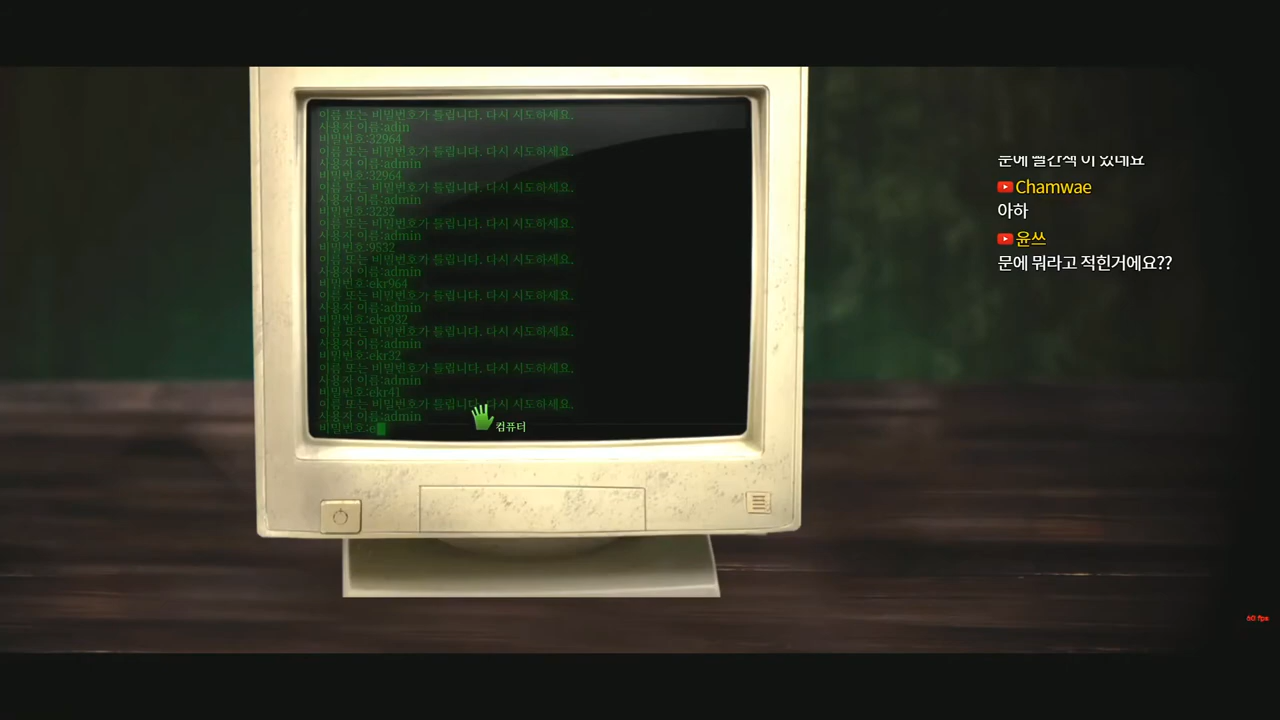 이름 또는 비밀번호가 틀립니다. 다시 시도하세요.
사용자 이름:adin
비밀번호:32964
이름 또는 비밀번호가 틀립니다. 다시 시도하세요.
사용자 이름:admin
비밀번호:32964
이름 또는 비밀번호가 틀립니다. 다시 시도하세요.
사용자 이름:admin
비밀번호:3232
이름 또는 비밀번호가 틀립니다. 다시 시도하세요.
사용자 이름:admin
비밀번호:9532
이름 또는 비밀번호가 틀립니다. 다시 시도하세요.
사용자 이름:admin
비밀번호:ekr964
이름 또는 비밀번호가 틀립니다. 다시 시도하세요.
사용자 이름:admin
비밀번호:ekr932
이름 또는 비밀번호가 틀립니다. 다시 시도하세요.
사용자 이름:admin
비밀번호:ekr32
이름 또는 비밀번호가 틀립니다. 다시 시도하세요.
사용자 이름:admin
비밀번호:ekr41
이름 또는 비밀번호가 틀립니다. 다시 시도하세요.
사용자 이름:admin
비밀번호:e
컴퓨터
문에 빨간색 이 있네요
Chamwae
아하
윤쓰
문에 뭐라고 적힌거에요??
60 fps